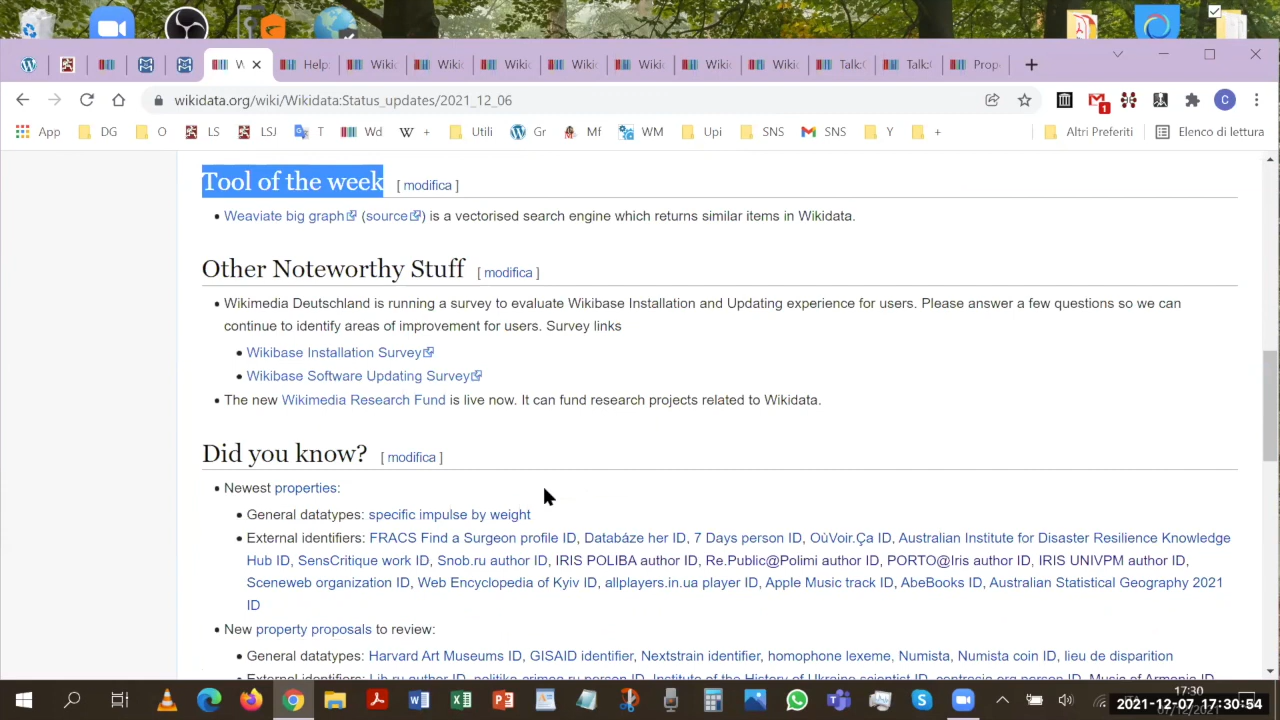 W
Help:
Wiki
Wikin
Wiki
Wiki
Wiki
Wiki
Wiki
Talk:
Talk:
Prop
wikidata.org/wiki/Wikidata:Status_updates/2021_12_06
C
App
DG
O
LS
LSJ
T
Wd
+
Utili
Gr
Mf
WM
Upi
SNS
SNS
Y
+
Altri Preferiti
Elenco di lettura
Tool of the week [ modifica ]
Weaviate big graph (source) is a vectorised search engine which returns similar items in Wikidata.
Other Noteworthy Stuff [ modifica ]
Wikimedia Deutschland is running a survey to evaluate Wikibase Installation and Updating experience for users. Please answer a few questions so we can
continue to identify areas of improvement for users. Survey links
Wikibase Installation Survey
Wikibase Software Updating Survey
The new Wikimedia Research Fund is live now. It can fund research projects related to Wikidata.
Did you know? [ modifica ]
Newest properties:
General datatypes: specific impulse by weight
External identifiers: FRACS Find a Surgeon profile ID, Databáze her ID, 7 Days person ID, OùVoir.Ça ID, Australian Institute for Disaster Resilience Knowledge
Hub ID, SensCritique work ID, Snob.ru author ID, IRIS POLIBA author ID, Re.Public@Polimi author ID, PORTO@Iris author ID, IRIS UNIVPM author ID,
Sceneweb organization ID, Web Encyclopedia of Kyiv ID, allplayers.in.ua player ID, Apple Music track ID, AbeBooks ID, Australian Statistical Geography 2021
ID
New property proposals to review:
General datatypes: Harvard Art Museums ID, GISAID identifier, Nextstrain identifier, homophone lexeme, Numista, Numista coin ID, lieu de disparition
17:30
2021-12-07 17:30:54